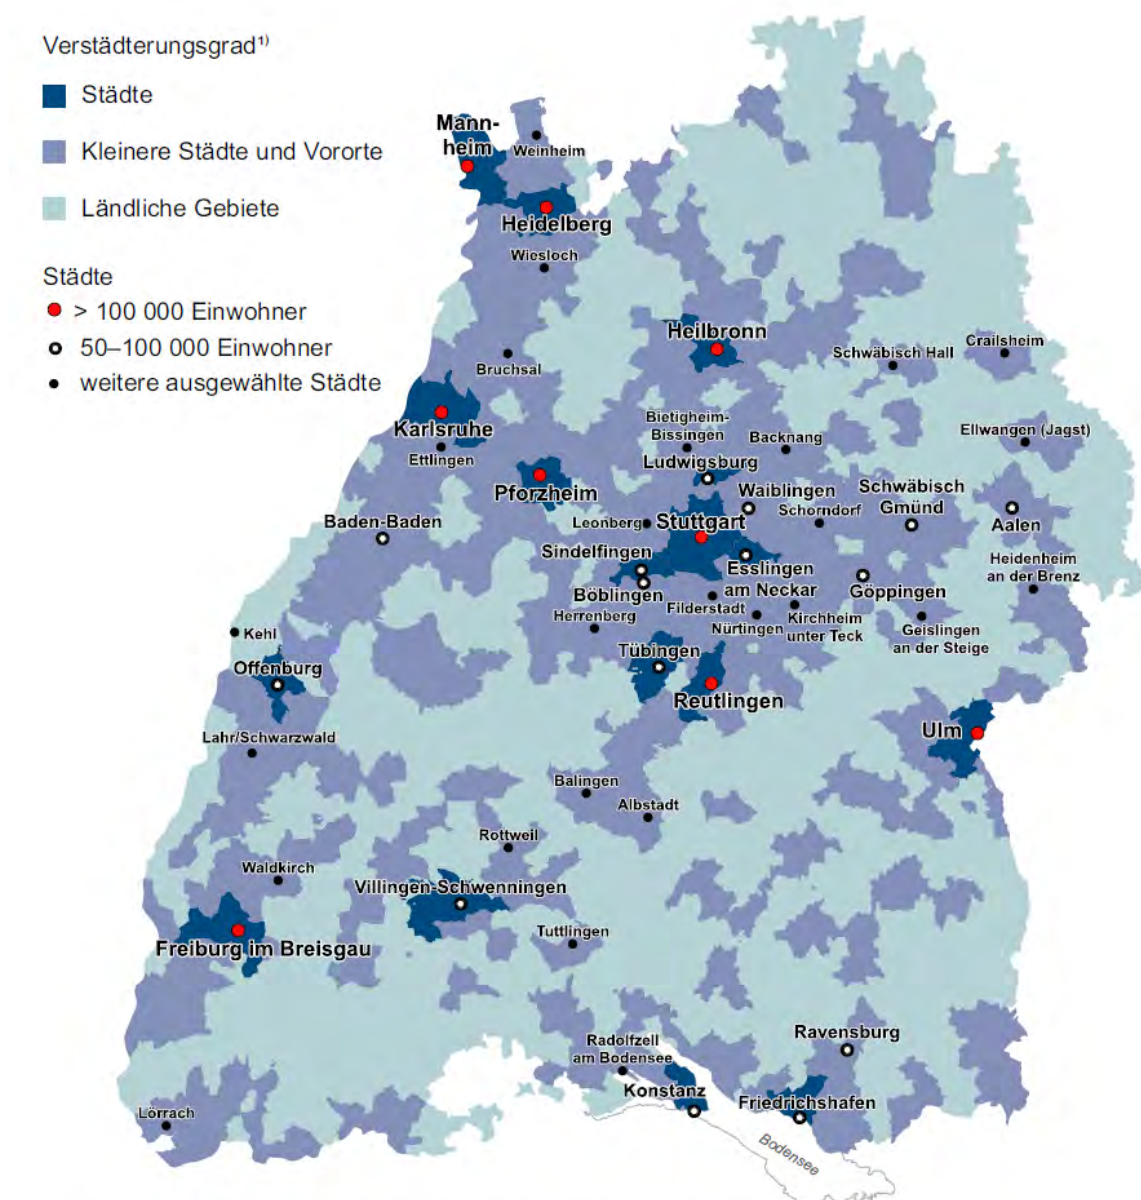 Verstädterungsgrad¹⁾
Städte
Kleinere Städte und Vororte
Ländliche Gebiete
Städte
> 100 000 Einwohner
50–100 000 Einwohner
weitere ausgewählte Städte
Mann-
heim
Weinheim
Heidelberg
Wiesloch
Heilbronn
Crailsheim
Schwäbisch Hall
Bruchsal
Karlsruhe
Ettlingen
Bietigheim-
Bissingen
Backnang
Ellwangen (Jagst)
Ludwigsburg
Pforzheim
Waiblingen
Schwäbisch
Gmünd
Schorndorf
Baden-Baden
Leonberg
Stuttgart
Aalen
Sindelfingen
Heidenheim
an der Brenz
Esslingen
am Neckar
Böblingen
Göppingen
Filderstadt
Herrenberg
Nürtingen
Kirchheim
unter Teck
Geislingen
an der Steige
Kehl
Tübingen
Offenburg
Reutlingen
Ulm
Lahr/Schwarzwald
Balingen
Albstadt
Rottweil
Waldkirch
Villingen-Schwenningen
Tuttlingen
Freiburg im Breisgau
Ravensburg
Radolfzell
am Bodensee
Konstanz
Friedrichshafen
Lörrach
Bodensee